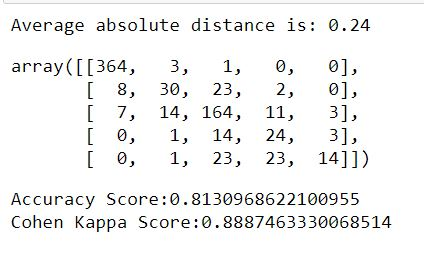 Average absolute distance is: 0.24
array([[364, 3, 1, 0, 0],
[ 8, 30, 23, 2, 0],
[ 7, 14, 164, 11, 3],
[ 0, 1, 14, 24, 3],
[ 0, 1, 23, 23, 14]])
Accuracy Score:0.8130968622100955
Cohen Kappa Score:0.8887463330068514